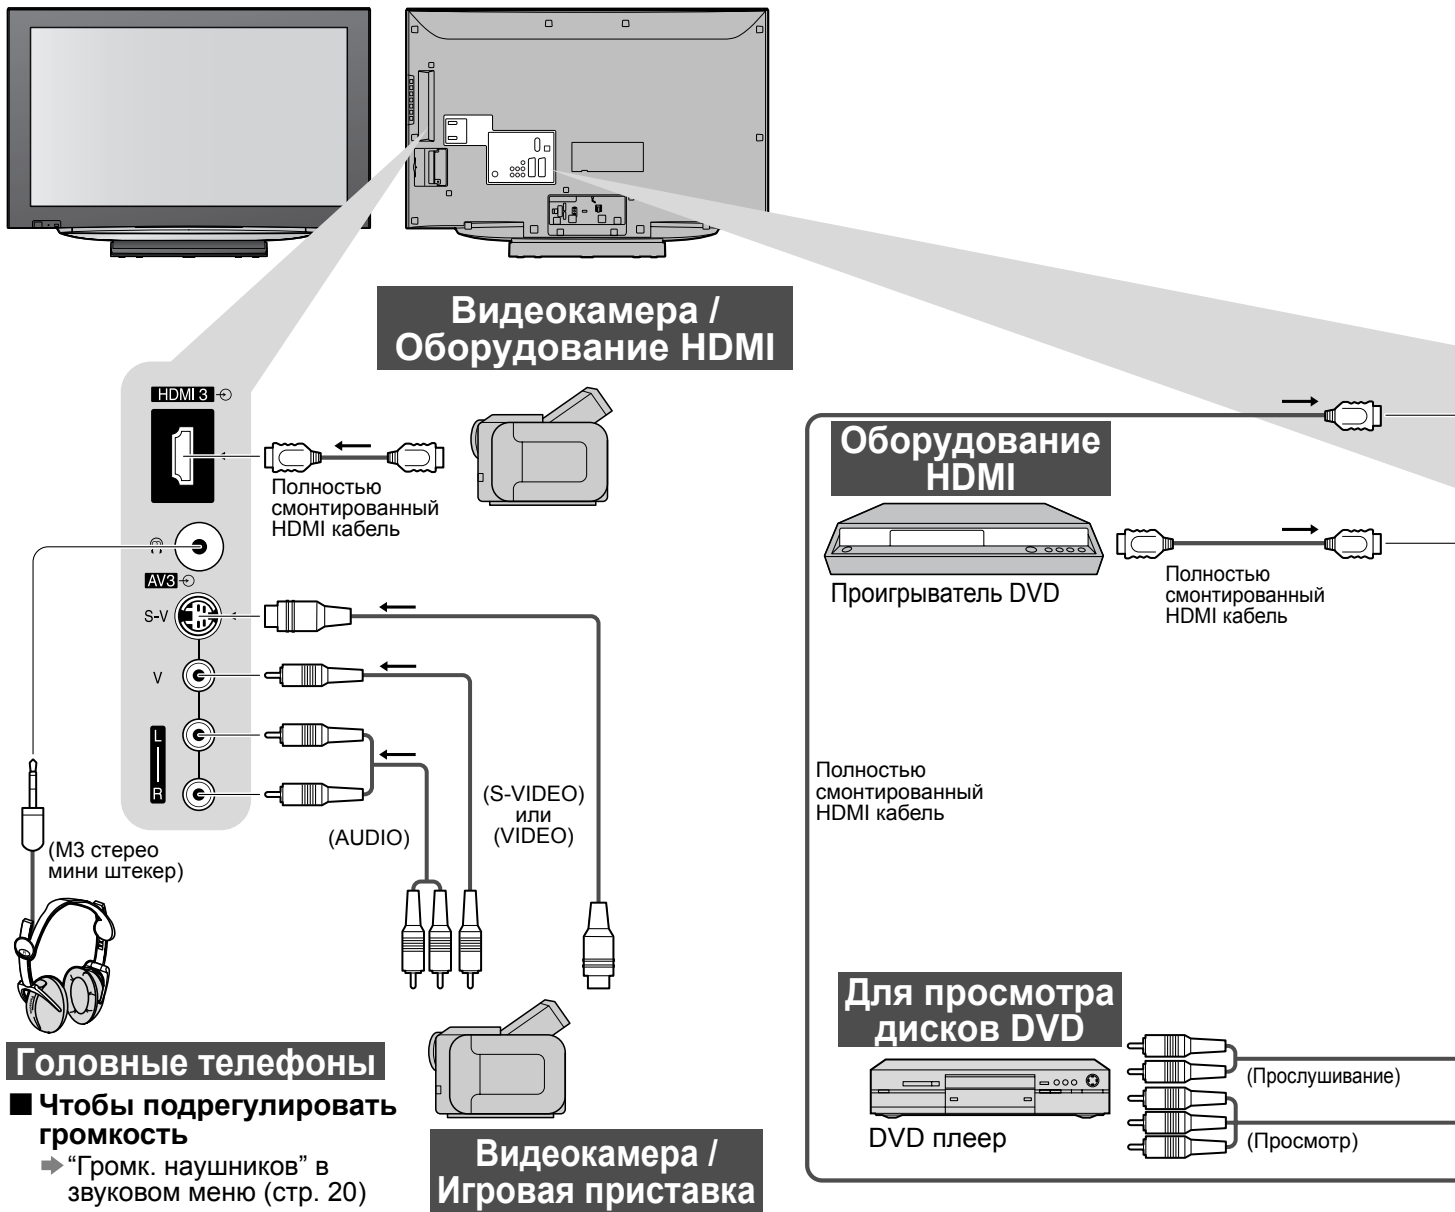 Видеокамера /
Оборудование HDMI
HDMI 3
Полностью
смонтированный
HDMI кабель
AV3
S-V
V
L
R
(S-VIDEO)
или
(VIDEO)
(AUDIO)
(М3 стерео
мини штекер)
Головные телефоны
Чтобы подрегулировать
громкость
“Громк. наушников” в
звуковом меню (стр. 20)
Видеокамера /
Игровая приставка
Оборудование
HDMI
Проигрыватель DVD
Полностью
смонтированный
HDMI кабель
Полностью
смонтированный
HDMI кабель
Для просмотра
дисков DVD
DVD плеер
(Прослушивание)
(Просмотр)